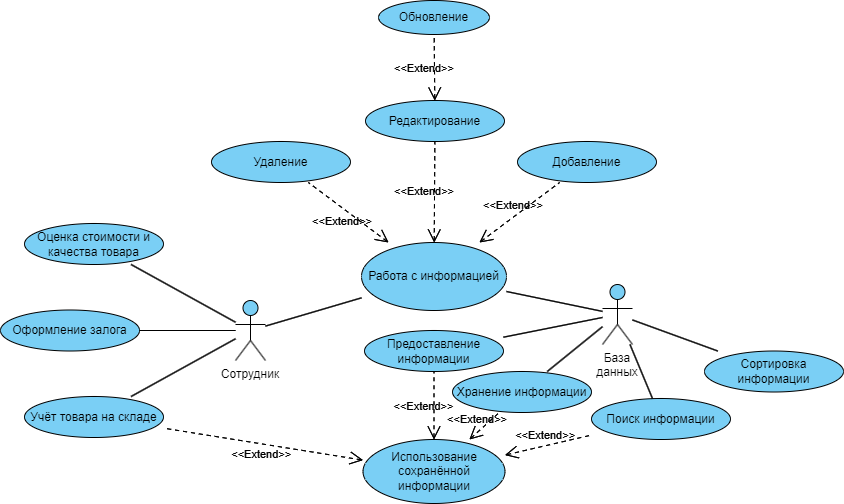 Обновление
<<Extend>>
Редактирование
Удаление
Добавление
<<Extend>>
<<Extend>>
<<Extend>>
Оценка стоимости и
качества товара
Работа с информацией
Оформление залога
Предоставление
информации
База
данных
Сортировка
информации
Сотрудник
Хранение информации
<<Extend>>
Учёт товара на складе
<<Extend>>
Поиск информации
<<Extend>>
<<Extend>>
Использование
сохранённой
информации